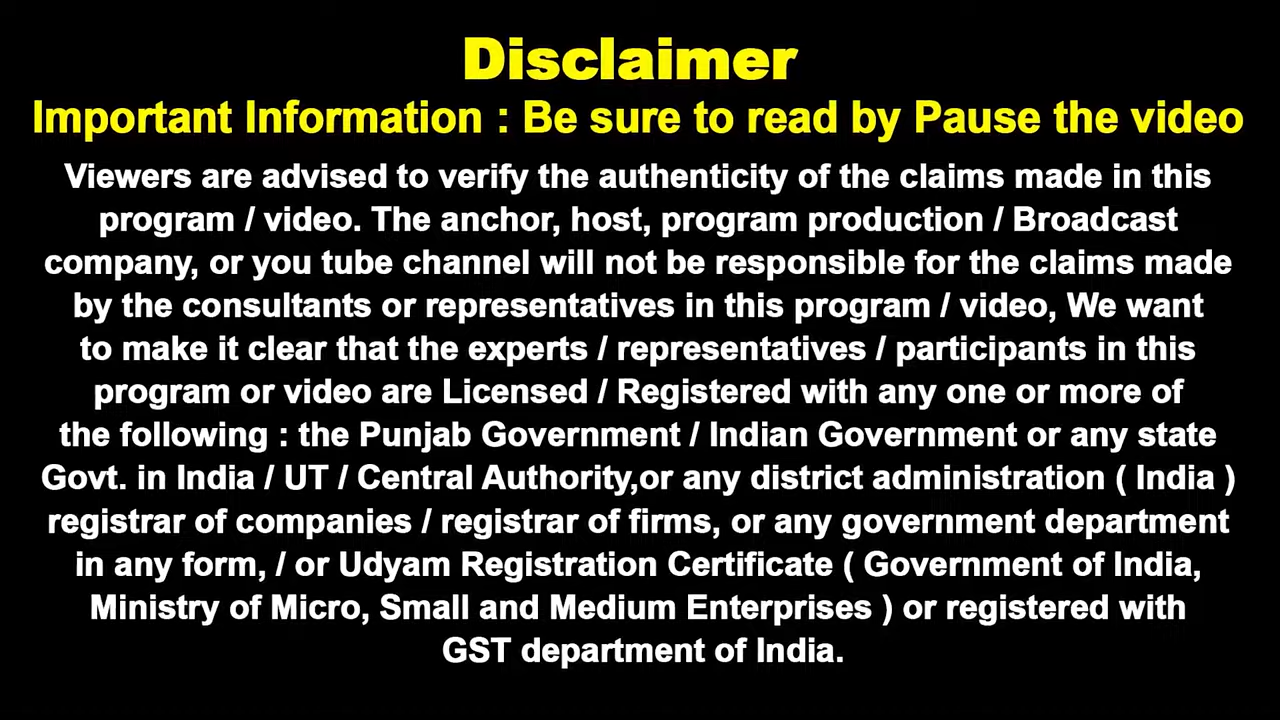 Disclaimer
Important Information : Be sure to read by Pause the video
Viewers are advised to verify the authenticity of the claims made in this
program / video. The anchor, host, program production / Broadcast
company, or you tube channel will not be responsible for the claims made
by the consultants or representatives in this program / video, We want
to make it clear that the experts / representatives / participants in this
program or video are Licensed / Registered with any one or more of
the following : the Punjab Government / Indian Government or any state
Govt. in India / UT / Central Authority,or any district administration ( India )
registrar of companies / registrar of firms, or any government department
in any form, / or Udyam Registration Certificate ( Government of India,
Ministry of Micro, Small and Medium Enterprises ) or registered with
GST department of India.